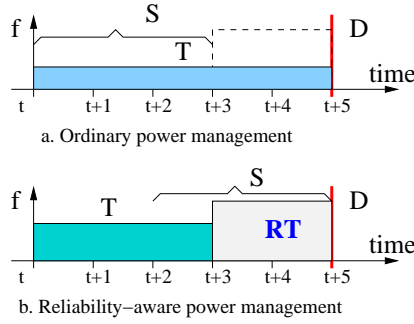 f S D
T
time
t t+1 t+2 t+3 t+4 t+5
a. Ordinary power management
f T S D
RT
time
t t+1 t+2 t+3 t+4 t+5
b. Reliability−aware power management